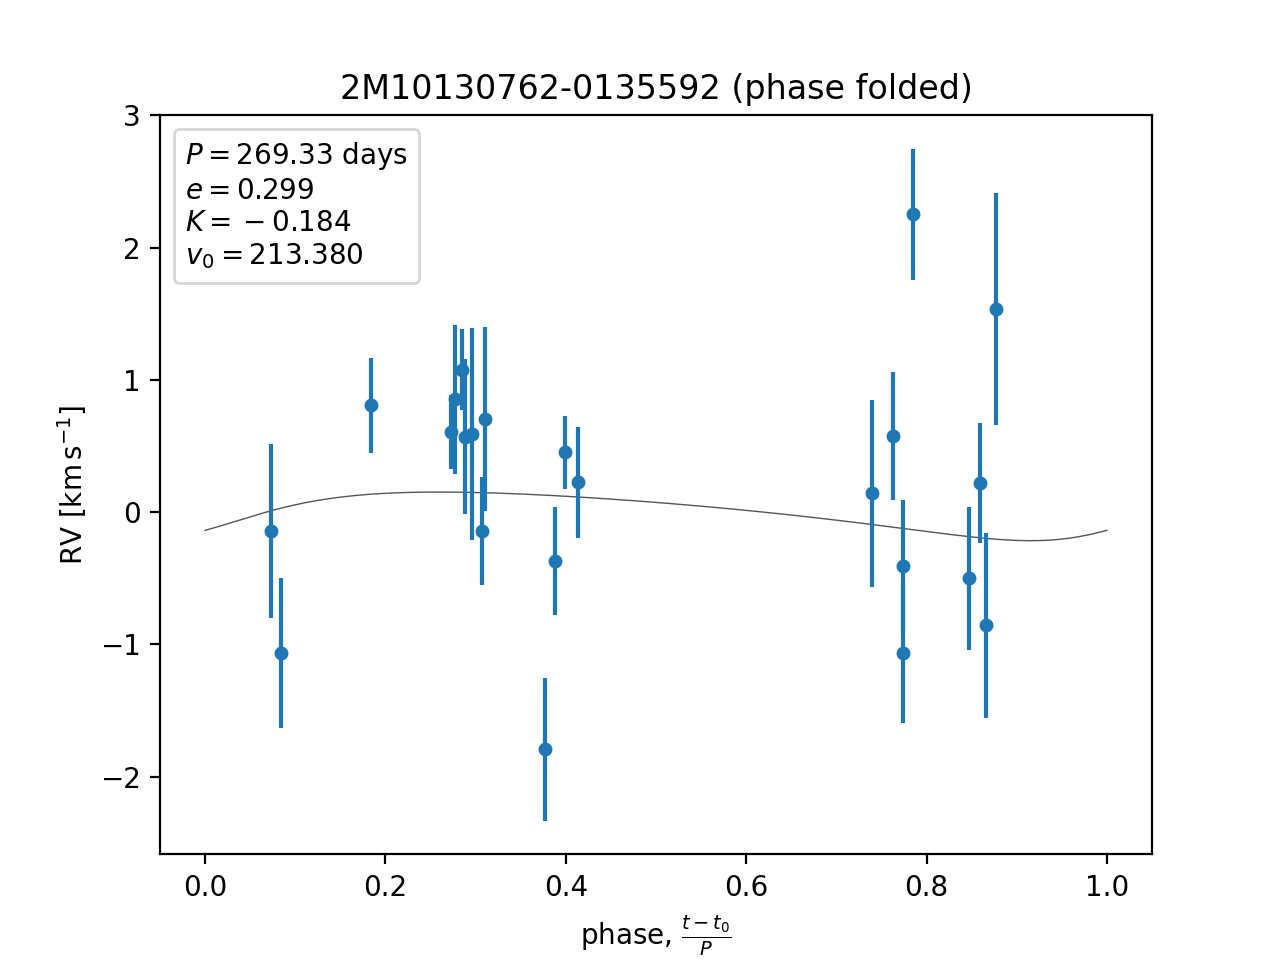 2M10130762-0135592 (phase folded)
P = 269.33 days
e = 0.299
K = −0.184
v₀ = 213.380
3
2
1
0
−1
−2
RV [km s⁻¹]
0.0 0.2 0.4 0.6 0.8 1.0
phase, (t − t₀)/P